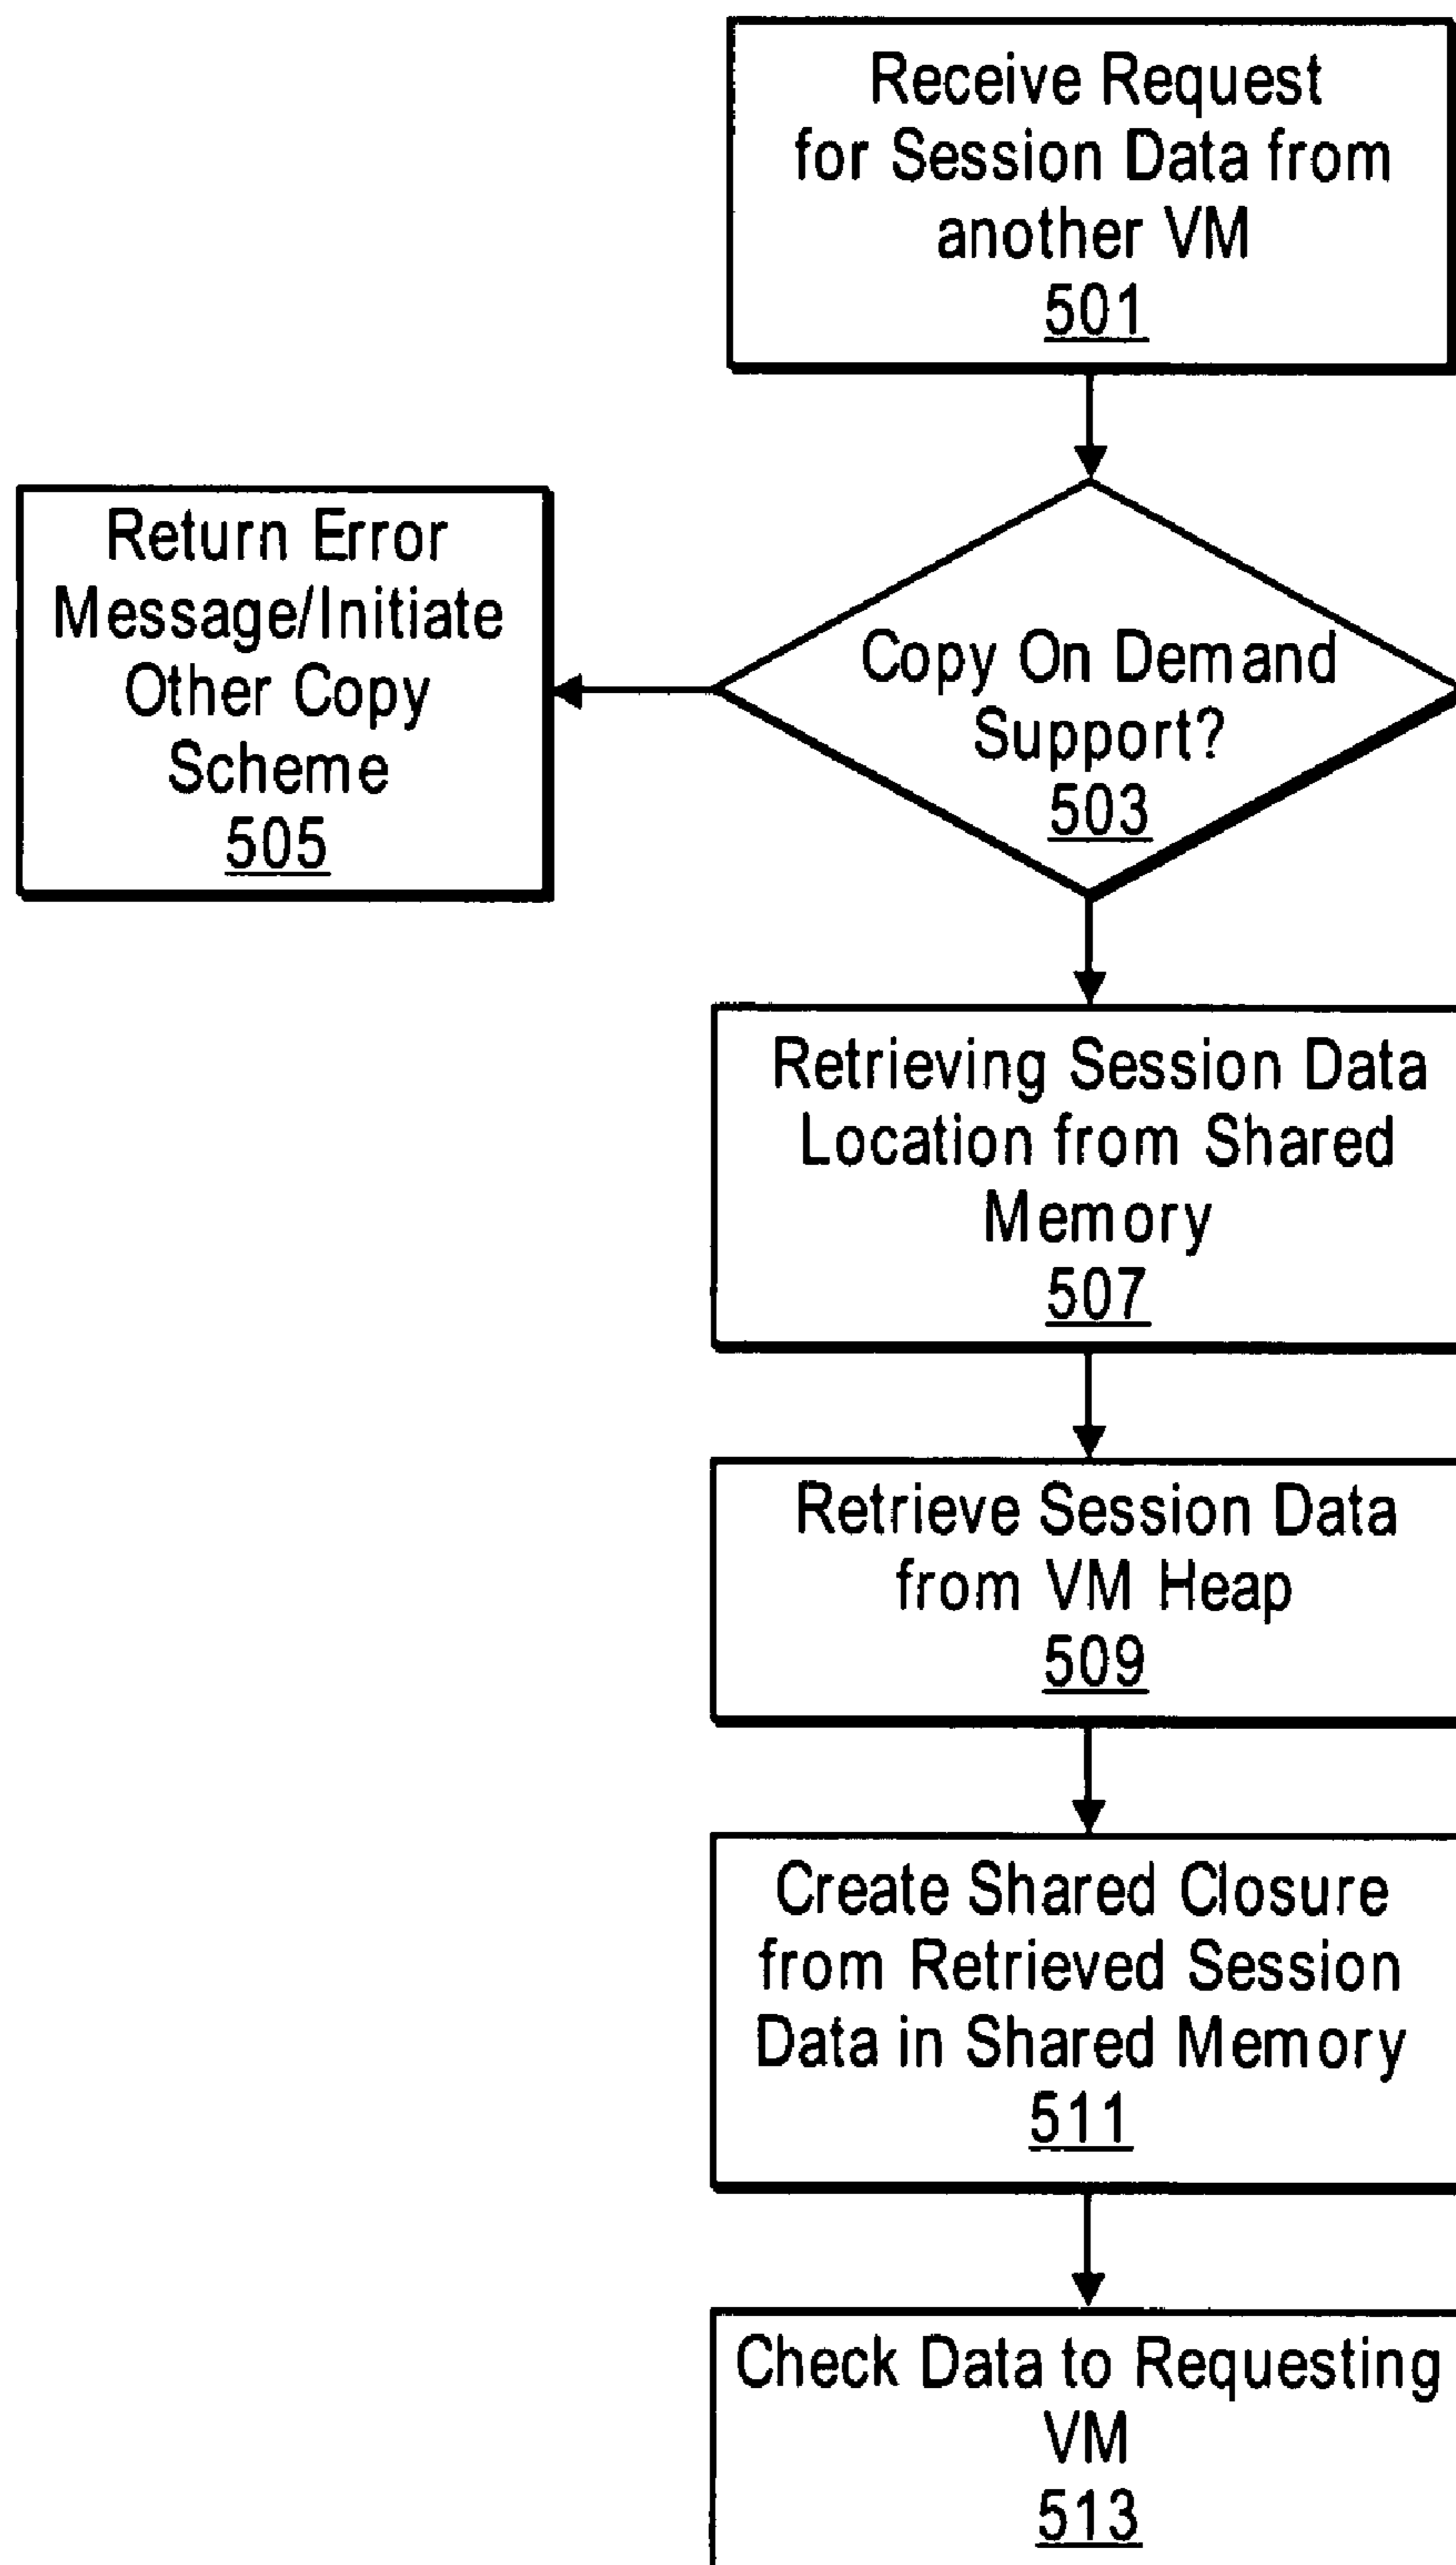 Receive Request
for Session Data from
another VM
501
Copy On Demand
Support?
503
Return Error
Message/Initiate
Other Copy
Scheme
505
Retrieving Session Data
Location from Shared
Memory
507
Retrieve Session Data
from VM Heap
509
Create Shared Closure
from Retrieved Session
Data in Shared Memory
511
Check Data to Requesting
VM
513